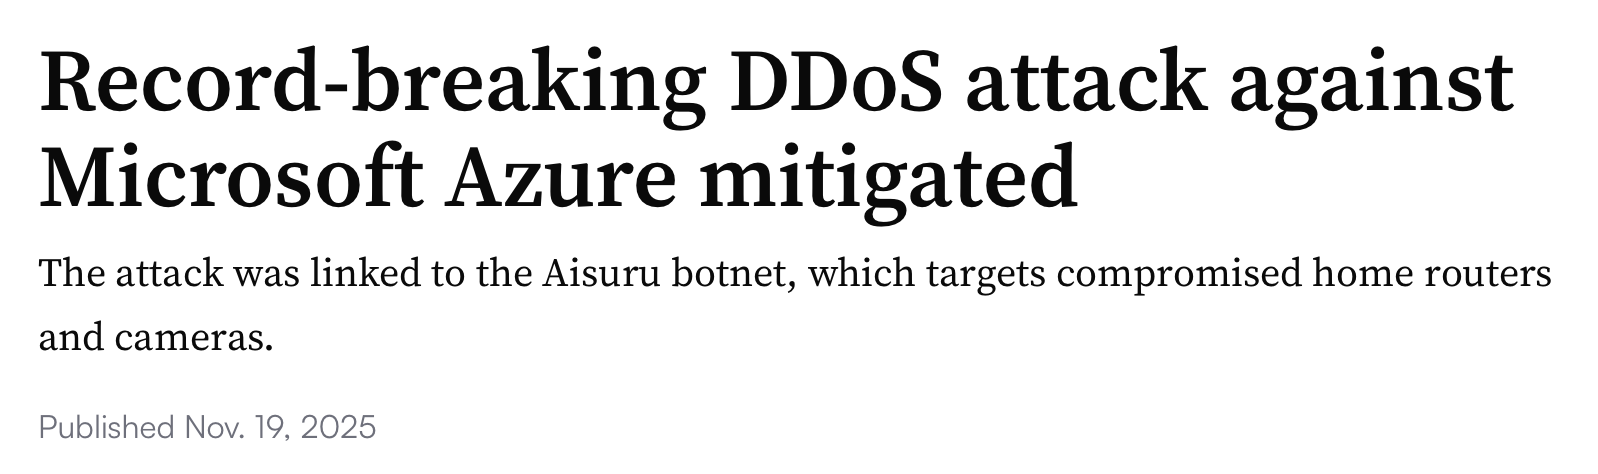 Record-breaking DDoS attack against
Microsoft Azure mitigated
The attack was linked to the Aisuru botnet, which targets compromised home routers
and cameras.
Published Nov. 19, 2025